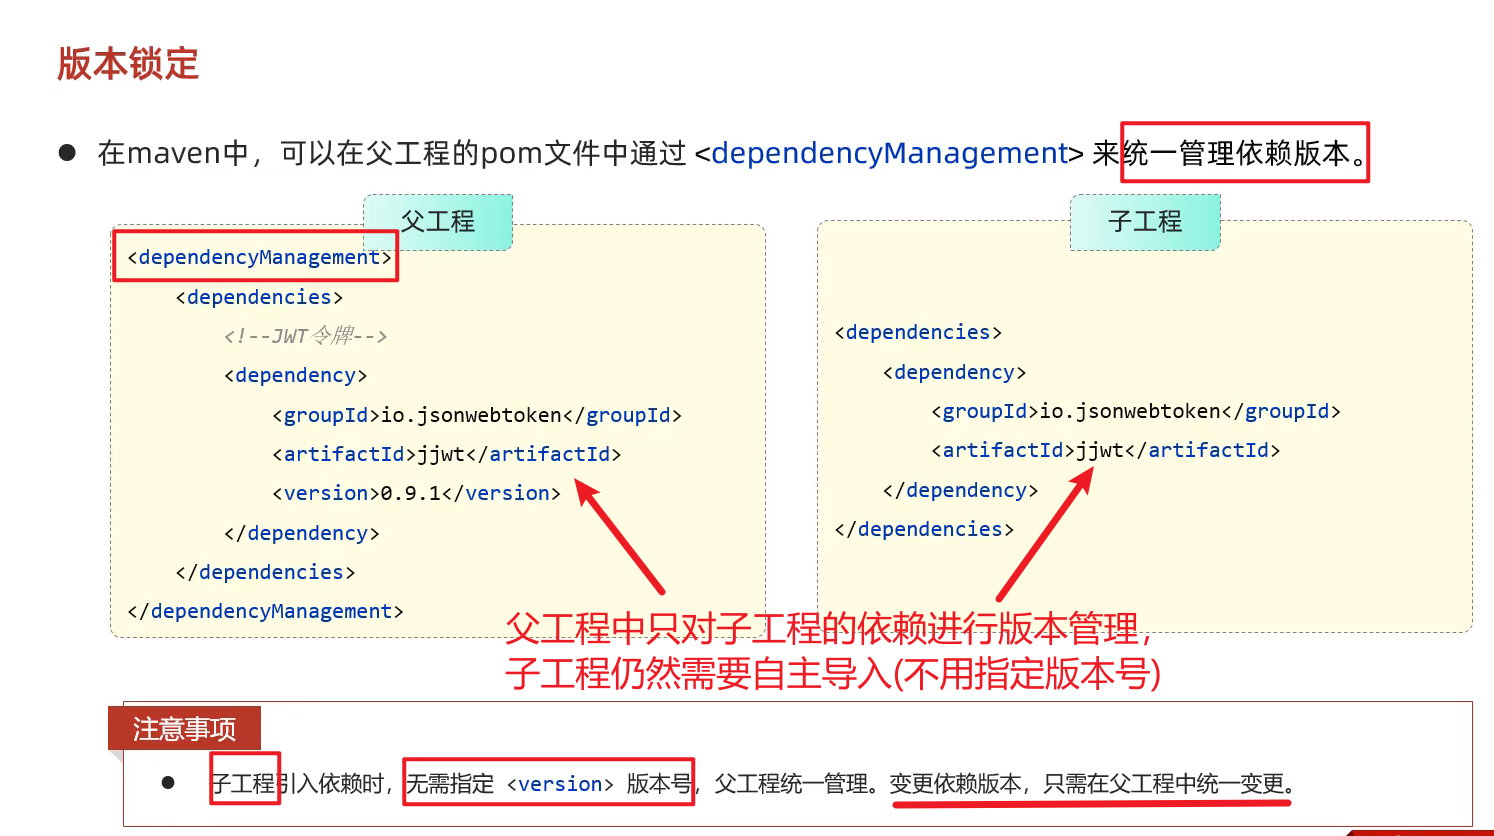 版本锁定
● 在maven中，可以在父工程的pom文件中通过 <dependencyManagement> 来统一管理依赖版本。
父工程
<dependencyManagement>
    <dependencies>
        <!--JWT令牌-->
        <dependency>
            <groupId>io.jsonwebtoken</groupId>
            <artifactId>jjwt</artifactId>
            <version>0.9.1</version>
        </dependency>
    </dependencies>
</dependencyManagement>
子工程
<dependencies>
    <dependency>
        <groupId>io.jsonwebtoken</groupId>
        <artifactId>jjwt</artifactId>
    </dependency>
</dependencies>
父工程中只对子工程的依赖进行版本管理，
子工程仍然需要自主导入(不用指定版本号)
注意事项
● 子工程引入依赖时，无需指定 <version> 版本号，父工程统一管理。变更依赖版本，只需在父工程中统一变更。